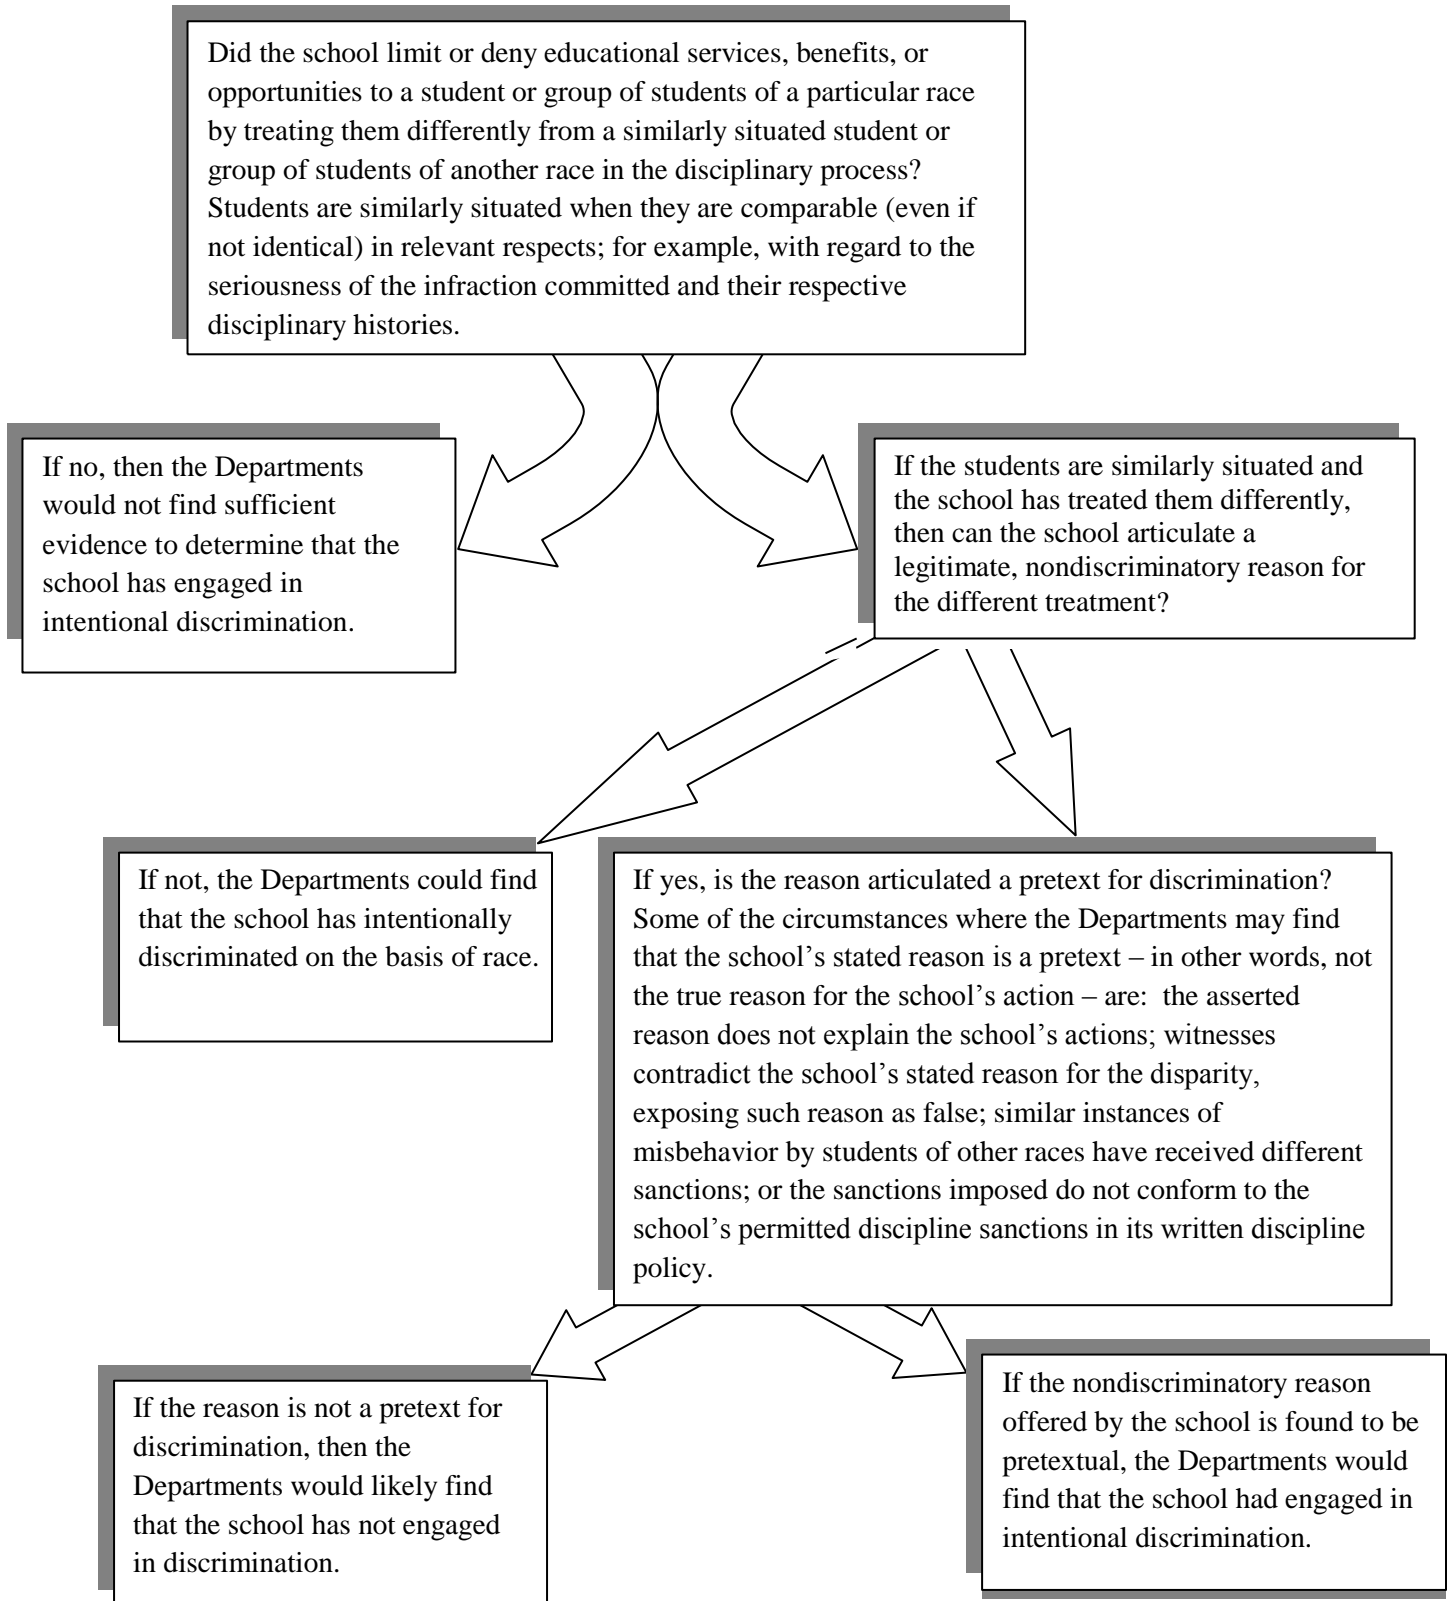 Did the school limit or deny educational services, benefits, or
opportunities to a student or group of students of a particular race
by treating them differently from a similarly situated student or
group of students of another race in the disciplinary process?
Students are similarly situated when they are comparable (even if
not identical) in relevant respects; for example, with regard to the
seriousness of the infraction committed and their respective
disciplinary histories.
If no, then the Departments
would not find sufficient
evidence to determine that the
school has engaged in
intentional discrimination.
If the students are similarly situated and
the school has treated them differently,
then can the school articulate a
legitimate, nondiscriminatory reason for
the different treatment?
If not, the Departments could find
that the school has intentionally
discriminated on the basis of race.
If yes, is the reason articulated a pretext for discrimination?
Some of the circumstances where the Departments may find
that the school’s stated reason is a pretext – in other words, not
the true reason for the school’s action – are:  the asserted
reason does not explain the school’s actions; witnesses
contradict the school’s stated reason for the disparity,
exposing such reason as false; similar instances of
misbehavior by students of other races have received different
sanctions; or the sanctions imposed do not conform to the
school’s permitted discipline sanctions in its written discipline
policy.
If the reason is not a pretext for
discrimination, then the
Departments would likely find
that the school has not engaged
in discrimination.
If the nondiscriminatory reason
offered by the school is found to be
pretextual, the Departments would
find that the school had engaged in
intentional discrimination.